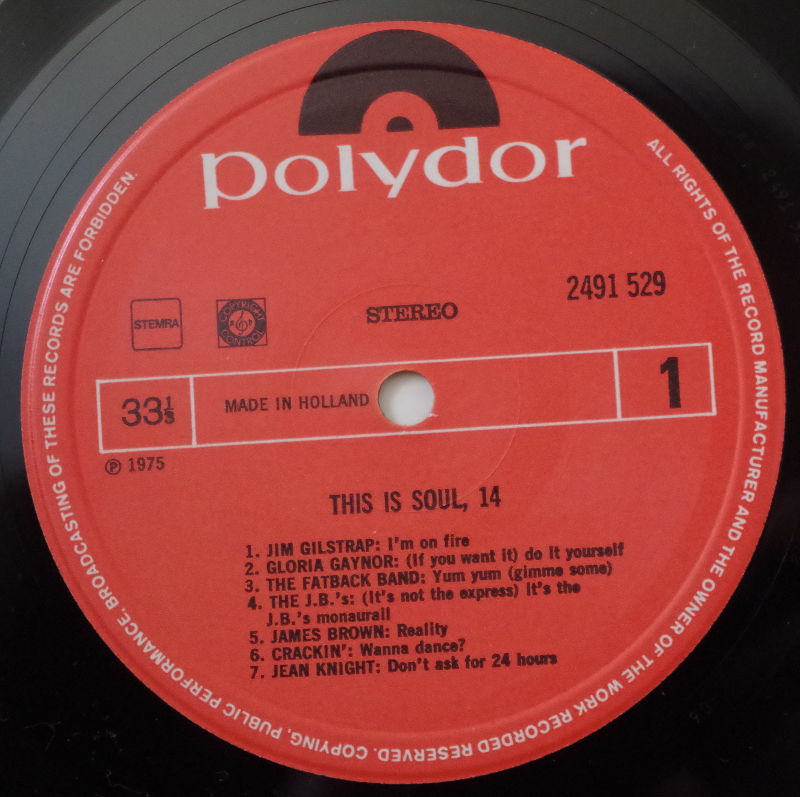 polydor
2491 529
STEMRA
COPYRIGHT CONTROL
STEREO
33⅓
MADE IN HOLLAND
1
℗ 1975
THIS IS SOUL, 14
1. JIM GILSTRAP: I'm on fire
2. GLORIA GAYNOR: (If you want it) do it yourself
3. THE FATBACK BAND: Yum yum (gimme some)
4. THE J.B.'s: (It's not the express) It's the
J.B.'s monaurail
5. JAMES BROWN: Reality
6. CRACKIN': Wanna dance?
7. JEAN KNIGHT: Don't ask for 24 hours
ALL RIGHTS OF THE RECORD MANUFACTURER AND THE OWNER OF THE WORK RECORDED RESERVED. COPYING, PUBLIC PERFORMANCE, BROADCASTING OF THESE RECORDS ARE FORBIDDEN.